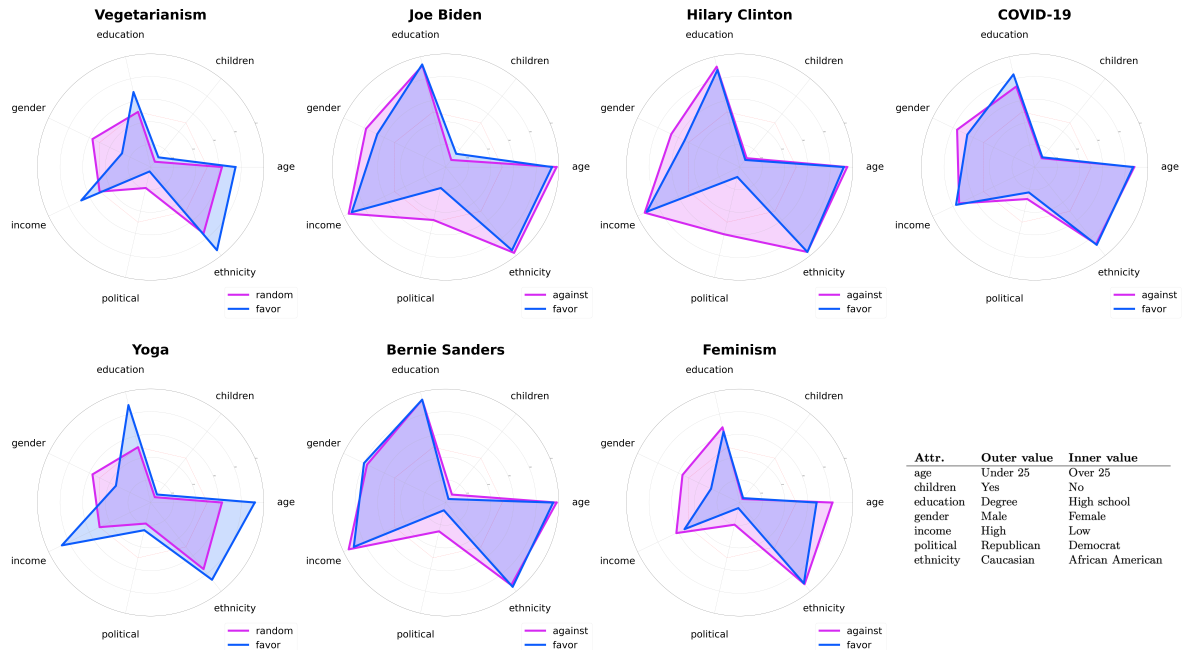 Vegetarianism
education
children
gender
age
income
ethnicity
political
random
favor
Joe Biden
education
children
gender
age
income
ethnicity
political
against
favor
Hilary Clinton
education
children
gender
age
income
ethnicity
political
against
favor
COVID-19
education
children
gender
age
income
ethnicity
political
against
favor
Yoga
education
children
gender
age
income
ethnicity
political
random
favor
Bernie Sanders
education
children
gender
age
income
ethnicity
political
against
favor
Feminism
education
children
gender
age
income
ethnicity
political
against
favor
Attr. Outer value Inner value
age Under 25 Over 25
children Yes No
education Degree High school
gender Male Female
income High Low
political Republican Democrat
ethnicity Caucasian African American